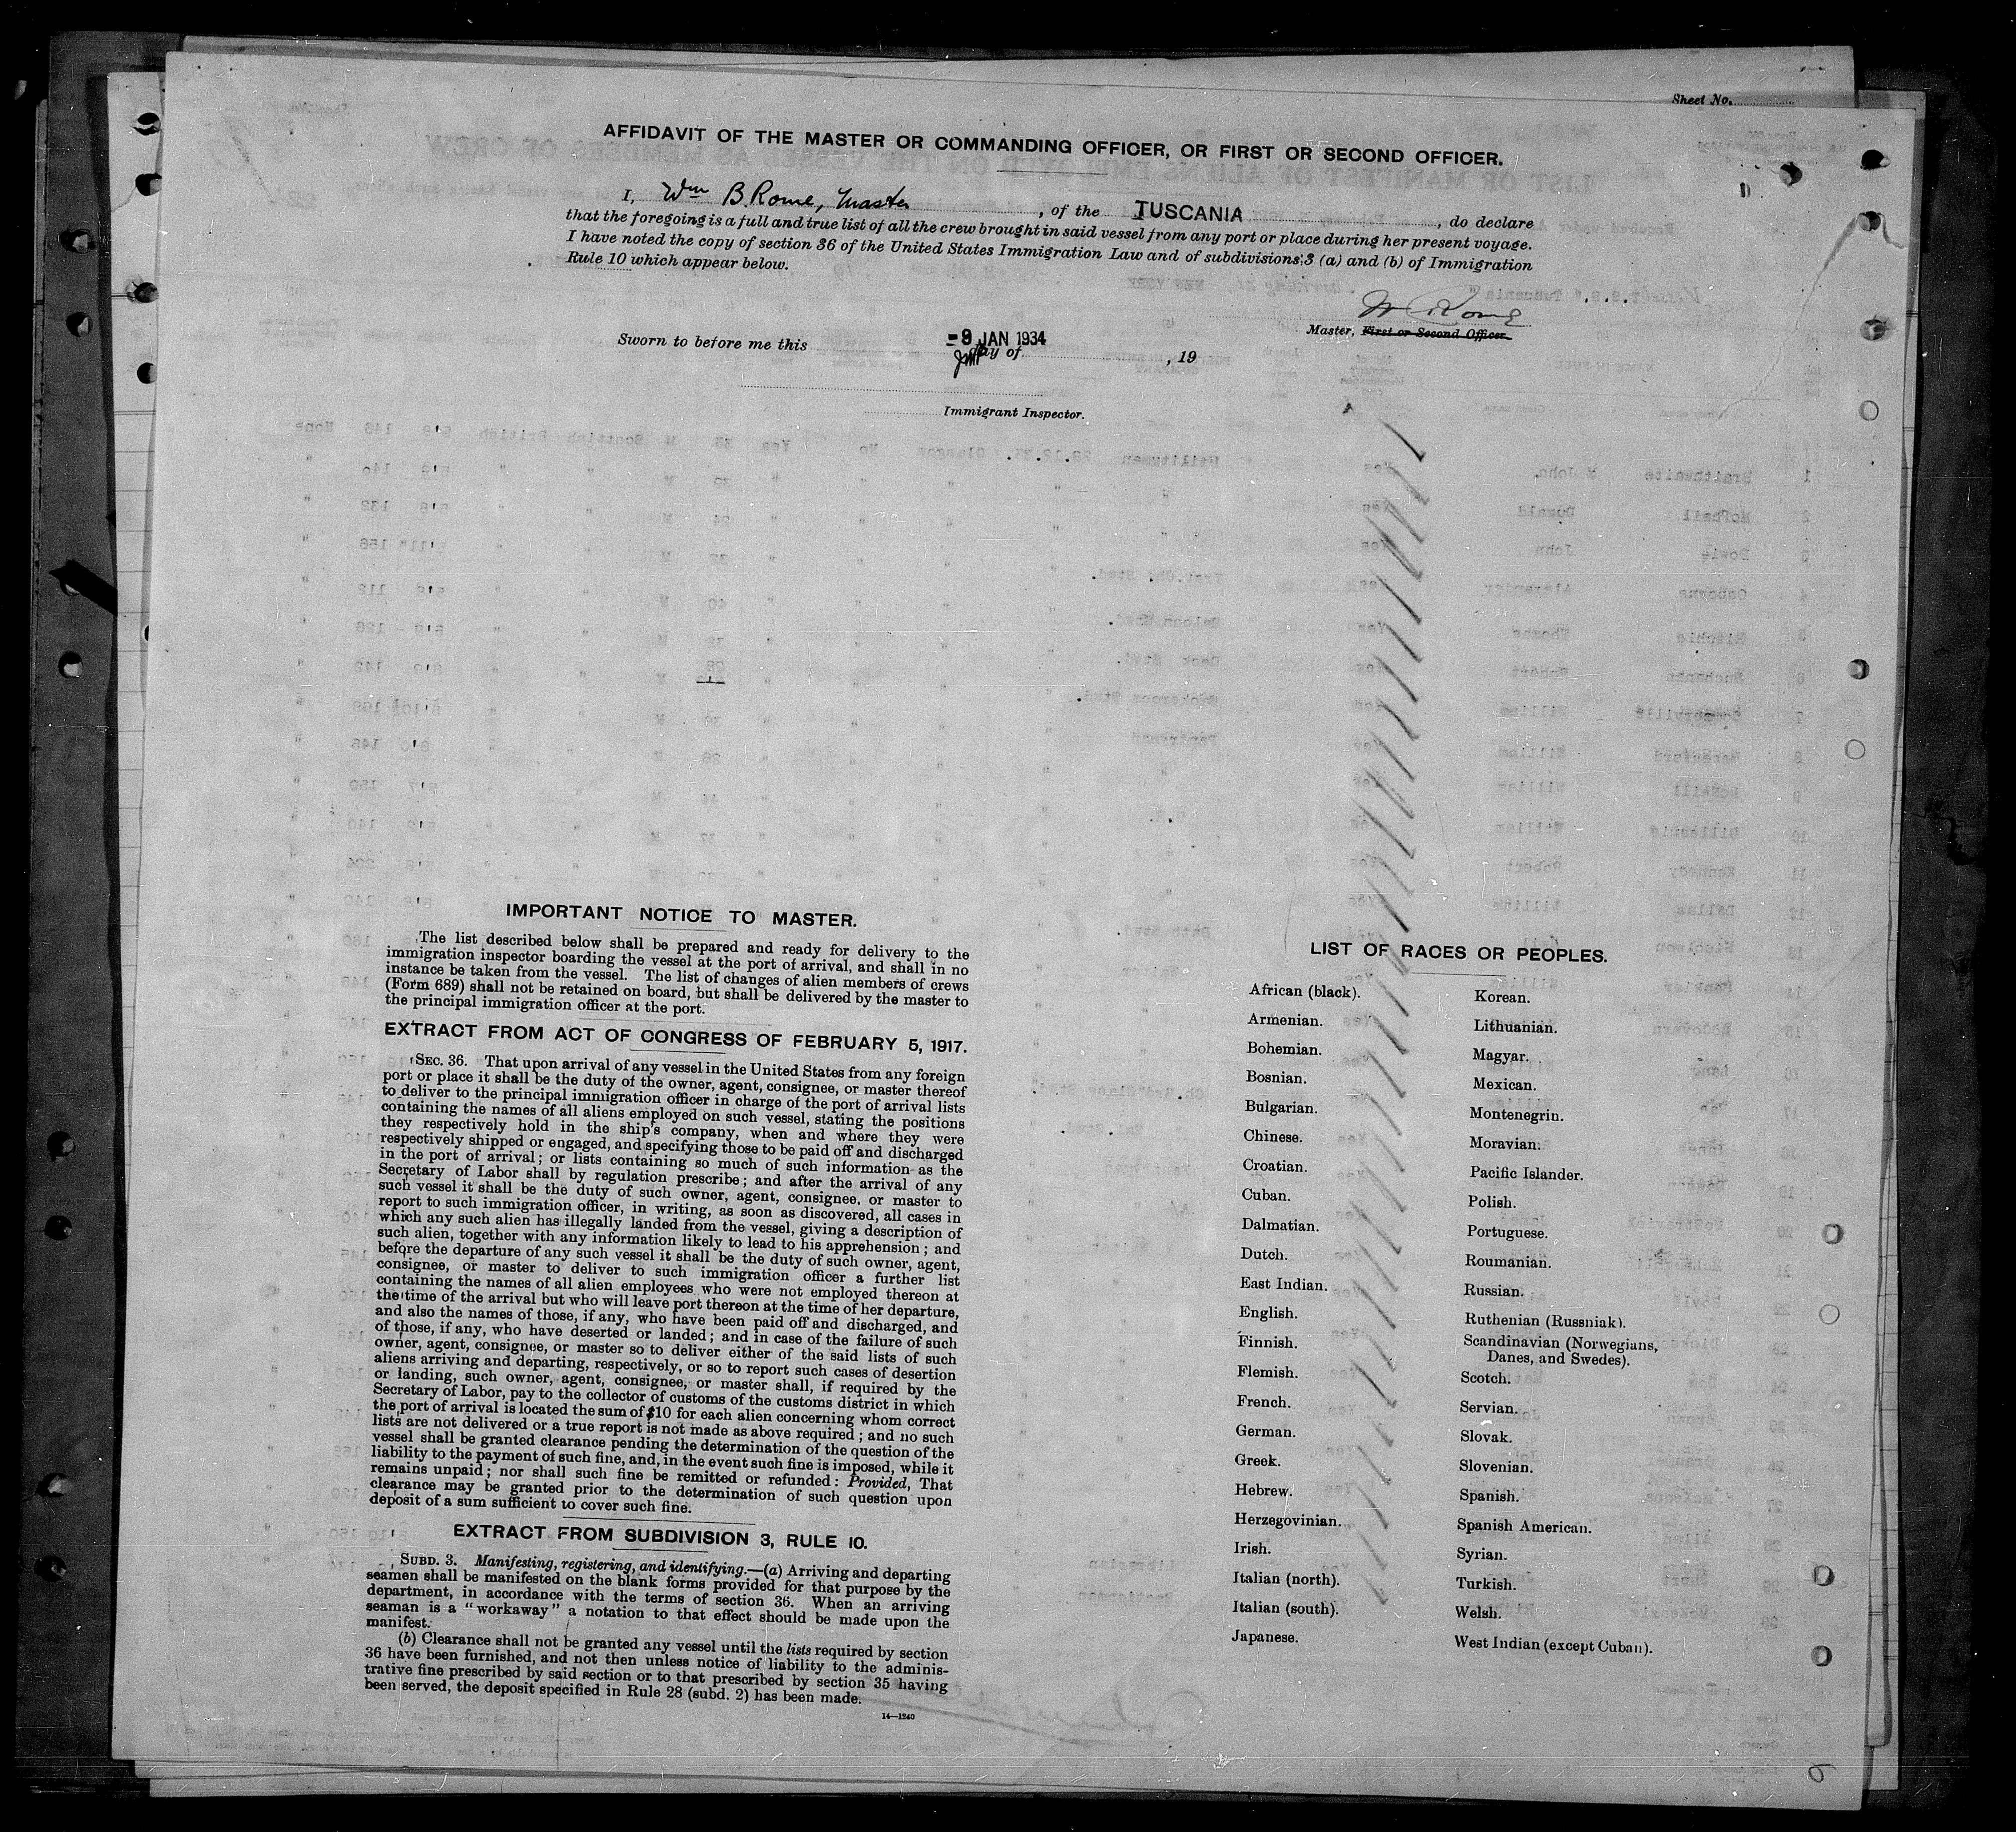 Sheet No.
AFFIDAVIT OF THE MASTER OR COMMANDING OFFICER, OR FIRST OR SECOND OFFICER.
I, Wm B. Rome, Master, of the TUSCANIA, do declare
that the foregoing is a full and true list of all the crew brought in said vessel from any port or place during her present voyage.
I have noted the copy of section 36 of the United States Immigration Law and of subdivisions 3 (a) and (b) of Immigration
Rule 10 which appear below.
Master, First or Second Officer.
-9 JAN 1934
Sworn to before me this day of , 19
Immigrant Inspector.
IMPORTANT NOTICE TO MASTER.
The list described below shall be prepared and ready for delivery to the
immigration inspector boarding the vessel at the port of arrival, and shall in no
instance be taken from the vessel. The list of changes of alien members of crews
(Form 689) shall not be retained on board, but shall be delivered by the master to
the principal immigration officer at the port.
EXTRACT FROM ACT OF CONGRESS OF FEBRUARY 5, 1917.
SEC. 36. That upon arrival of any vessel in the United States from any foreign
port or place it shall be the duty of the owner, agent, consignee, or master thereof
to deliver to the principal immigration officer in charge of the port of arrival lists
containing the names of all aliens employed on such vessel, stating the positions
they respectively hold in the ship's company, when and where they were
respectively shipped or engaged, and specifying those to be paid off and discharged
in the port of arrival; or lists containing so much of such information as the
Secretary of Labor shall by regulation prescribe; and after the arrival of any
such vessel it shall be the duty of such owner, agent, consignee, or master to
report to such immigration officer, in writing, as soon as discovered, all cases in
which any such alien has illegally landed from the vessel, giving a description of
such alien, together with any information likely to lead to his apprehension; and
before the departure of any such vessel it shall be the duty of such owner, agent,
consignee, or master to deliver to such immigration officer a further list
containing the names of all alien employees who were not employed thereon at
the time of the arrival but who will leave port thereon at the time of her departure,
and also the names of those, if any, who have been paid off and discharged, and
of those, if any, who have deserted or landed; and in case of the failure of such
owner, agent, consignee, or master so to deliver either of the said lists of such
aliens arriving and departing, respectively, or so to report such cases of desertion
or landing, such owner, agent, consignee, or master shall, if required by the
Secretary of Labor, pay to the collector of customs of the customs district in which
the port of arrival is located the sum of $10 for each alien concerning whom correct
lists are not delivered or a true report is not made as above required; and no such
vessel shall be granted clearance pending the determination of the question of the
liability to the payment of such fine, and, in the event such fine is imposed, while it
remains unpaid; nor shall such fine be remitted or refunded: Provided, That
clearance may be granted prior to the determination of such question upon
deposit of a sum sufficient to cover such fine.
EXTRACT FROM SUBDIVISION 3, RULE 10.
SUBD. 3. Manifesting, registering, and identifying.—(a) Arriving and departing
seamen shall be manifested on the blank forms provided for that purpose by the
department, in accordance with the terms of section 36. When an arriving
seaman is a "workaway" a notation to that effect should be made upon the
manifest.
(b) Clearance shall not be granted any vessel until the lists required by section
36 have been furnished, and not then unless notice of liability to the adminis-
trative fine prescribed by said section or to that prescribed by section 35 having
been served, the deposit specified in Rule 28 (subd. 2) has been made.
14—1240
LIST OF RACES OR PEOPLES.
African (black).
Armenian.
Bohemian.
Bosnian.
Bulgarian.
Chinese.
Croatian.
Cuban.
Dalmatian.
Dutch.
East Indian.
English.
Finnish.
Flemish.
French.
German.
Greek.
Hebrew.
Herzegovinian.
Irish.
Italian (north).
Italian (south).
Japanese.
Korean.
Lithuanian.
Magyar.
Mexican.
Montenegrin.
Moravian.
Pacific Islander.
Polish.
Portuguese.
Roumanian.
Russian.
Ruthenian (Russniak).
Scandinavian (Norwegians,
Danes, and Swedes).
Scotch.
Servian.
Slovak.
Slovenian.
Spanish.
Spanish American.
Syrian.
Turkish.
Welsh.
West Indian (except Cuban).